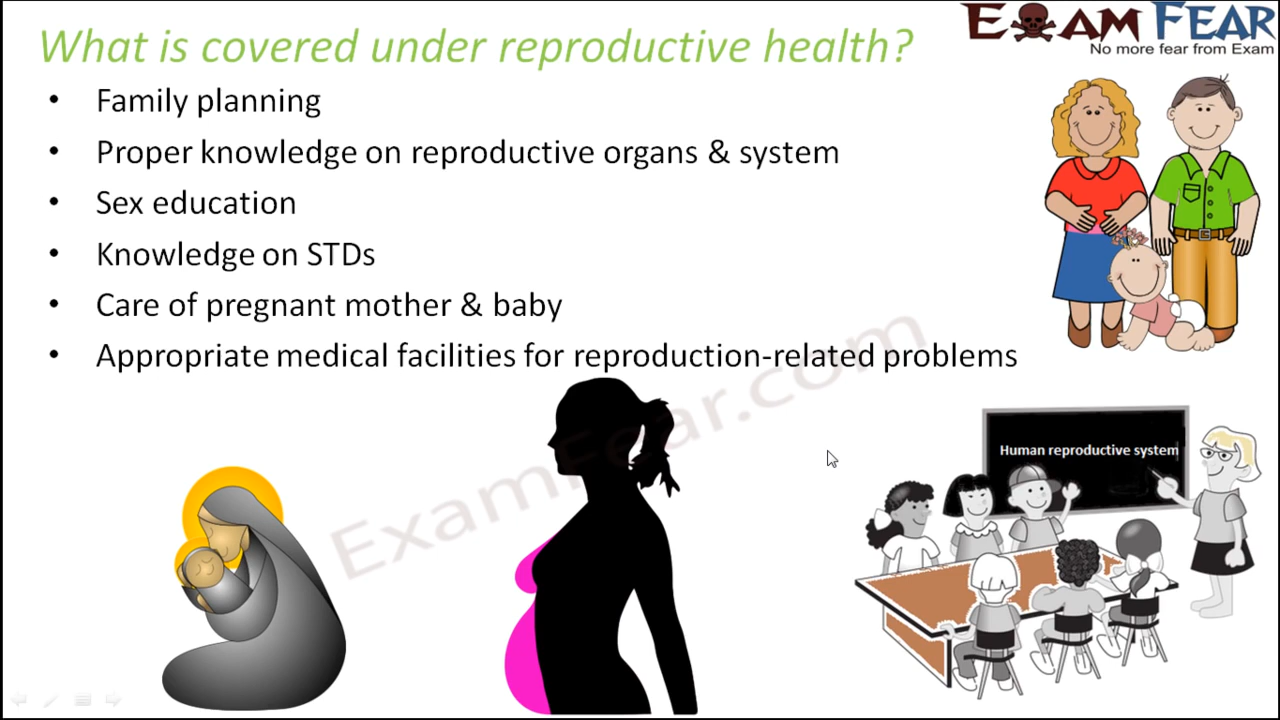 What is covered under reproductive health?
EXAM FEAR
No more fear from Exam
• Family planning
• Proper knowledge on reproductive organs & system
• Sex education
• Knowledge on STDs
• Care of pregnant mother & baby
• Appropriate medical facilities for reproduction-related problems
ExamFear.com
Human reproductive system